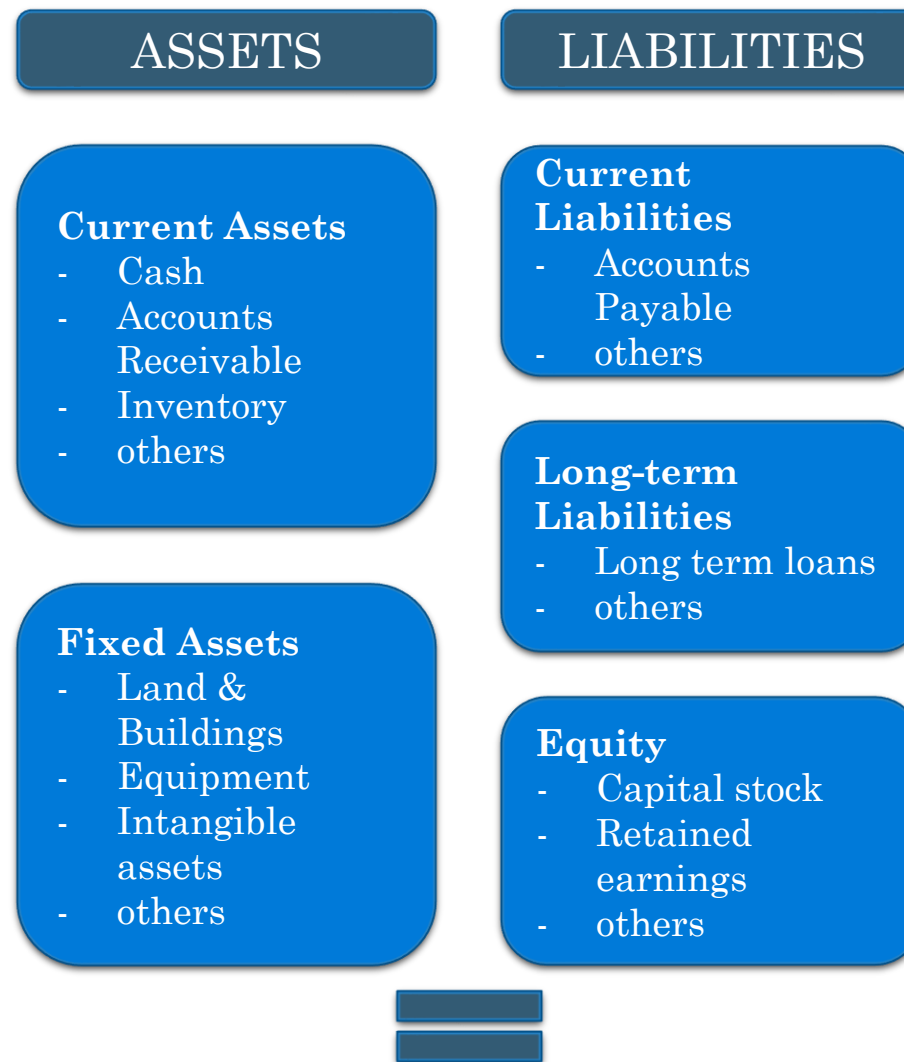 ASSETS
Current Assets
- Cash
- Accounts
Receivable
- Inventory
- others
Fixed Assets
- Land &
Buildings
- Equipment
- Intangible
assets
- others
LIABILITIES
Current
Liabilities
- Accounts
Payable
- others
Long-term
Liabilities
- Long term loans
- others
Equity
- Capital stock
- Retained
earnings
- others